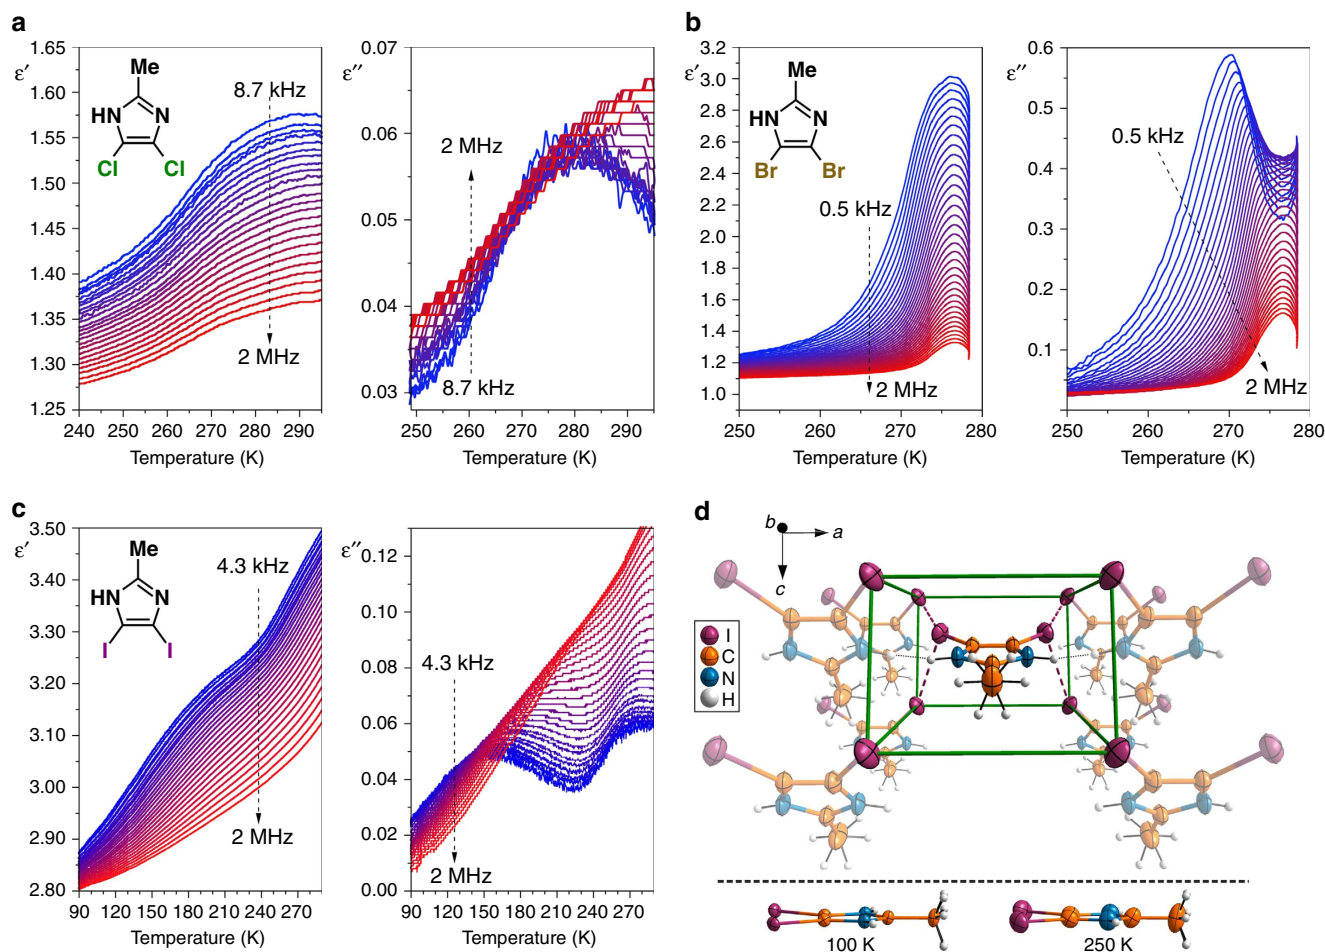 a
ε′
1.65
1.60
1.55
1.50
1.45
1.40
1.35
1.30
1.25
Me
HN
N
Cl
Cl
8.7 kHz
2 MHz
240 250 260 270 280 290
Temperature (K)
ε″
0.07
0.06
0.05
0.04
0.03
2 MHz
8.7 kHz
250 260 270 280 290
Temperature (K)
b
ε′
3.2
3.0
2.8
2.6
2.4
2.2
2.0
1.8
1.6
1.4
1.2
1.0
Me
HN
N
Br
Br
0.5 kHz
2 MHz
250 260 270 280
Temperature (K)
ε″
0.6
0.5
0.4
0.3
0.2
0.1
0.5 kHz
2 MHz
250 260 270 280
Temperature (K)
c
ε′
3.50
3.40
3.30
3.20
3.10
3.00
2.90
2.80
Me
HN
N
I
I
4.3 kHz
2 MHz
90 120 150 180 210 240 270
Temperature (K)
ε″
0.12
0.10
0.08
0.06
0.04
0.02
0.00
4.3 kHz
2 MHz
90 120 150 180 210 240 270
Temperature (K)
d
b
a
c
I
C
N
H
100 K
250 K